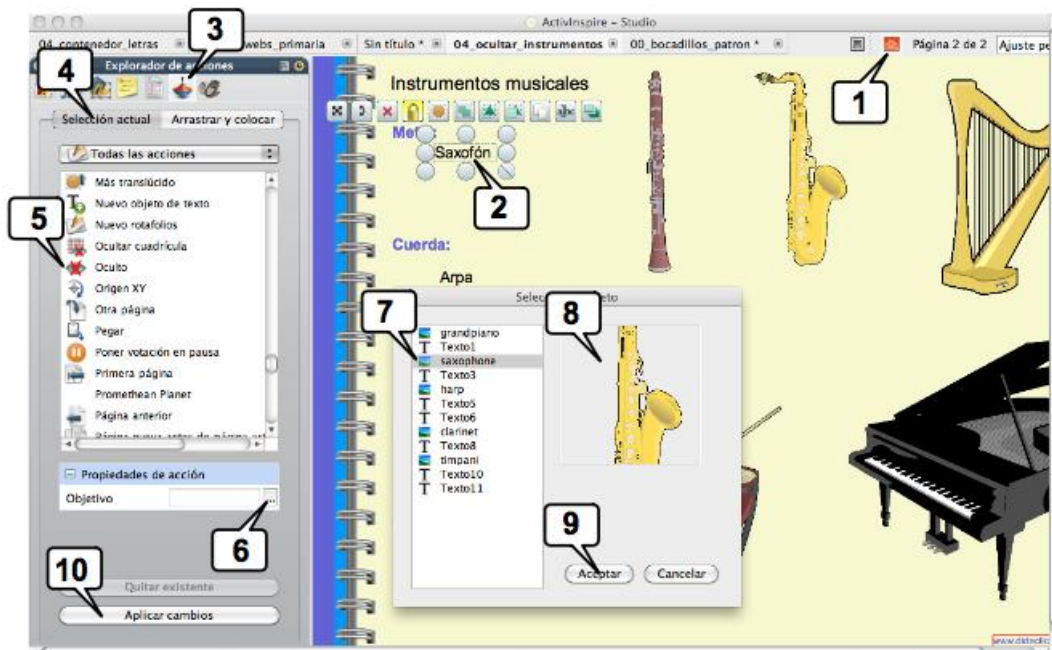 ActivInspire – Studio
04_contenedor_letras webs_primaria Sin título * 04_ocultar_instrumentos 00_bocadillos_patron * Página 2 de 2 Ajuste pe
3
1
Explorador de acciones
4
Selección actual Arrastrar y colocar
Todas las acciones
Más translúcido
Nuevo objeto de texto
Nuevo rotafolios
Ocultar cuadrícula
5
Oculto
Origen XY
Otra página
Pegar
Poner votación en pausa
Primera página
Promethean Planet
Página anterior
Propiedades de acción
Objetivo ...
6
10
Quitar existente
Aplicar cambios
Instrumentos musicales
abc
Saxofón
2
Cuerda:
Arpa
7
8
grandpiano
Texto1
saxophone
Texto3
harp
Texto5
Texto6
clarinet
Texto8
timpani
Texto10
Texto11
9
Aceptar Cancelar